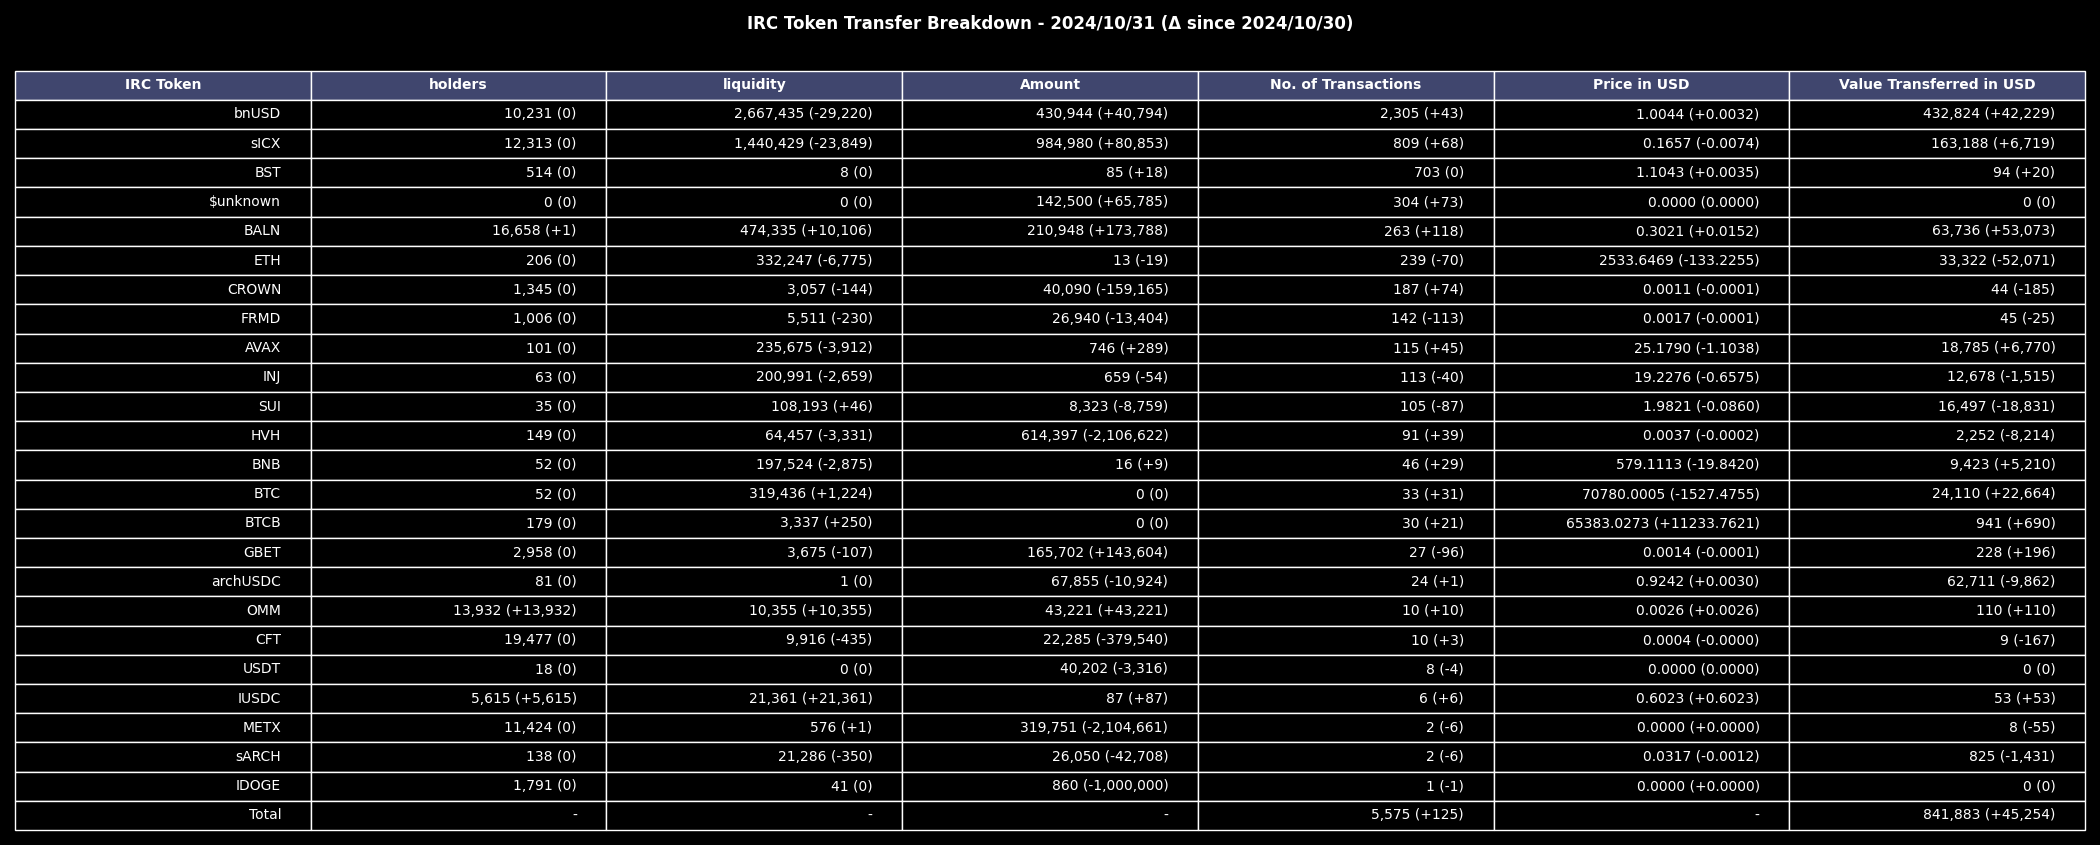 IRC Token Transfer Breakdown - 2024/10/31 (Δ since 2024/10/30)
IRC Token holders liquidity Amount No. of Transactions Price in USD Value Transferred in USD
bnUSD 10,231 (0) 2,667,435 (-29,220) 430,944 (+40,794) 2,305 (+43) 1.0044 (+0.0032) 432,824 (+42,229)
sICX 12,313 (0) 1,440,429 (-23,849) 984,980 (+80,853) 809 (+68) 0.1657 (-0.0074) 163,188 (+6,719)
BST 514 (0) 8 (0) 85 (+18) 703 (0) 1.1043 (+0.0035) 94 (+20)
$unknown 0 (0) 0 (0) 142,500 (+65,785) 304 (+73) 0.0000 (0.0000) 0 (0)
BALN 16,658 (+1) 474,335 (+10,106) 210,948 (+173,788) 263 (+118) 0.3021 (+0.0152) 63,736 (+53,073)
ETH 206 (0) 332,247 (-6,775) 13 (-19) 239 (-70) 2533.6469 (-133.2255) 33,322 (-52,071)
CROWN 1,345 (0) 3,057 (-144) 40,090 (-159,165) 187 (+74) 0.0011 (-0.0001) 44 (-185)
FRMD 1,006 (0) 5,511 (-230) 26,940 (-13,404) 142 (-113) 0.0017 (-0.0001) 45 (-25)
AVAX 101 (0) 235,675 (-3,912) 746 (+289) 115 (+45) 25.1790 (-1.1038) 18,785 (+6,770)
INJ 63 (0) 200,991 (-2,659) 659 (-54) 113 (-40) 19.2276 (-0.6575) 12,678 (-1,515)
SUI 35 (0) 108,193 (+46) 8,323 (-8,759) 105 (-87) 1.9821 (-0.0860) 16,497 (-18,831)
HVH 149 (0) 64,457 (-3,331) 614,397 (-2,106,622) 91 (+39) 0.0037 (-0.0002) 2,252 (-8,214)
BNB 52 (0) 197,524 (-2,875) 16 (+9) 46 (+29) 579.1113 (-19.8420) 9,423 (+5,210)
BTC 52 (0) 319,436 (+1,224) 0 (0) 33 (+31) 70780.0005 (-1527.4755) 24,110 (+22,664)
BTCB 179 (0) 3,337 (+250) 0 (0) 30 (+21) 65383.0273 (+11233.7621) 941 (+690)
GBET 2,958 (0) 3,675 (-107) 165,702 (+143,604) 27 (-96) 0.0014 (-0.0001) 228 (+196)
archUSDC 81 (0) 1 (0) 67,855 (-10,924) 24 (+1) 0.9242 (+0.0030) 62,711 (-9,862)
OMM 13,932 (+13,932) 10,355 (+10,355) 43,221 (+43,221) 10 (+10) 0.0026 (+0.0026) 110 (+110)
CFT 19,477 (0) 9,916 (-435) 22,285 (-379,540) 10 (+3) 0.0004 (-0.0000) 9 (-167)
USDT 18 (0) 0 (0) 40,202 (-3,316) 8 (-4) 0.0000 (0.0000) 0 (0)
IUSDC 5,615 (+5,615) 21,361 (+21,361) 87 (+87) 6 (+6) 0.6023 (+0.6023) 53 (+53)
METX 11,424 (0) 576 (+1) 319,751 (-2,104,661) 2 (-6) 0.0000 (+0.0000) 8 (-55)
sARCH 138 (0) 21,286 (-350) 26,050 (-42,708) 2 (-6) 0.0317 (-0.0012) 825 (-1,431)
IDOGE 1,791 (0) 41 (0) 860 (-1,000,000) 1 (-1) 0.0000 (+0.0000) 0 (0)
Total - - - 5,575 (+125) - 841,883 (+45,254)